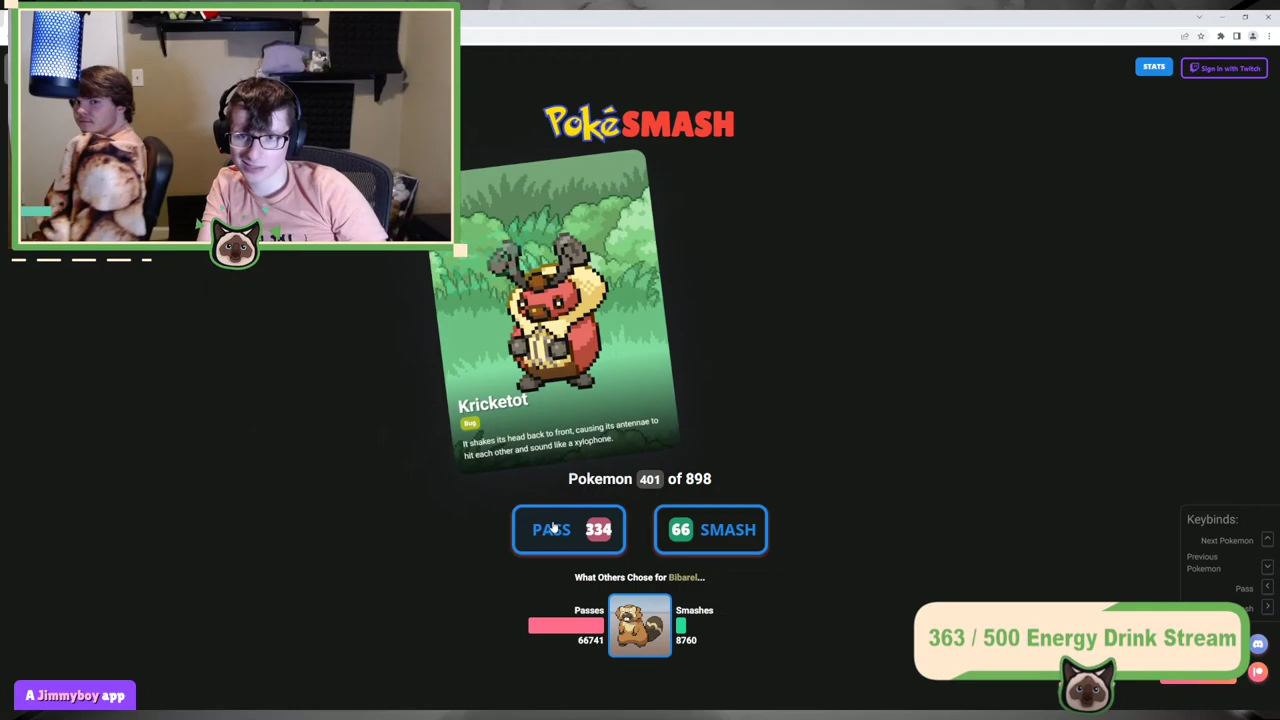 STATS
Sign in with Twitch
PokéSMASH
Kricketot
Bug
It shakes its head back to front, causing its antennae to
hit each other and sound like a xylophone.
Pokemon 401 of 898
PASS 334
66 SMASH
What Others Chose for Bibarel...
Passes
Smashes
66741
8760
Keybinds:
Next Pokemon
Previous
Pokemon
Pass
363 / 500 Energy Drink Stream
A Jimmyboy app